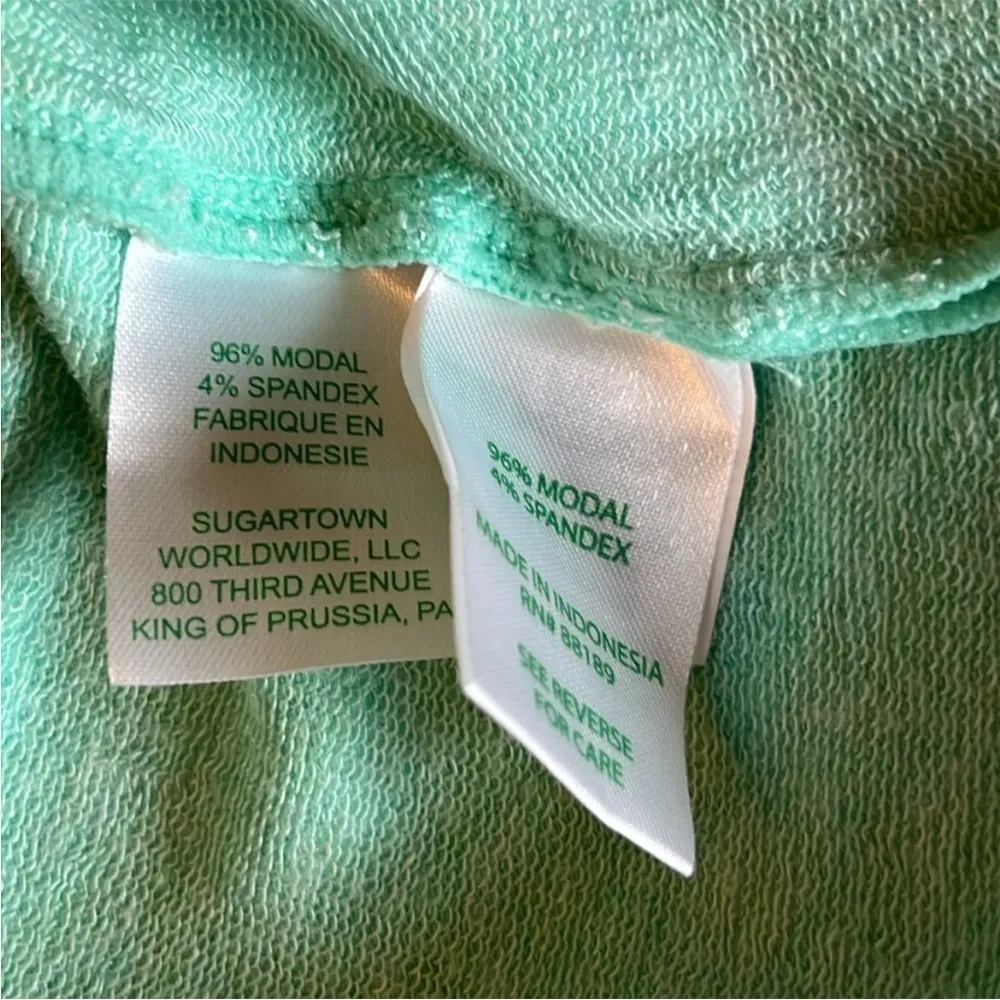 96% MODAL
4% SPANDEX
FABRIQUE EN
INDONESIE
SUGARTOWN
WORLDWIDE, LLC
800 THIRD AVENUE
KING OF PRUSSIA, PA
96% MODAL
4% SPANDEX
MADE IN INDONESIA
RN# 88189
SEE REVERSE
FOR CARE